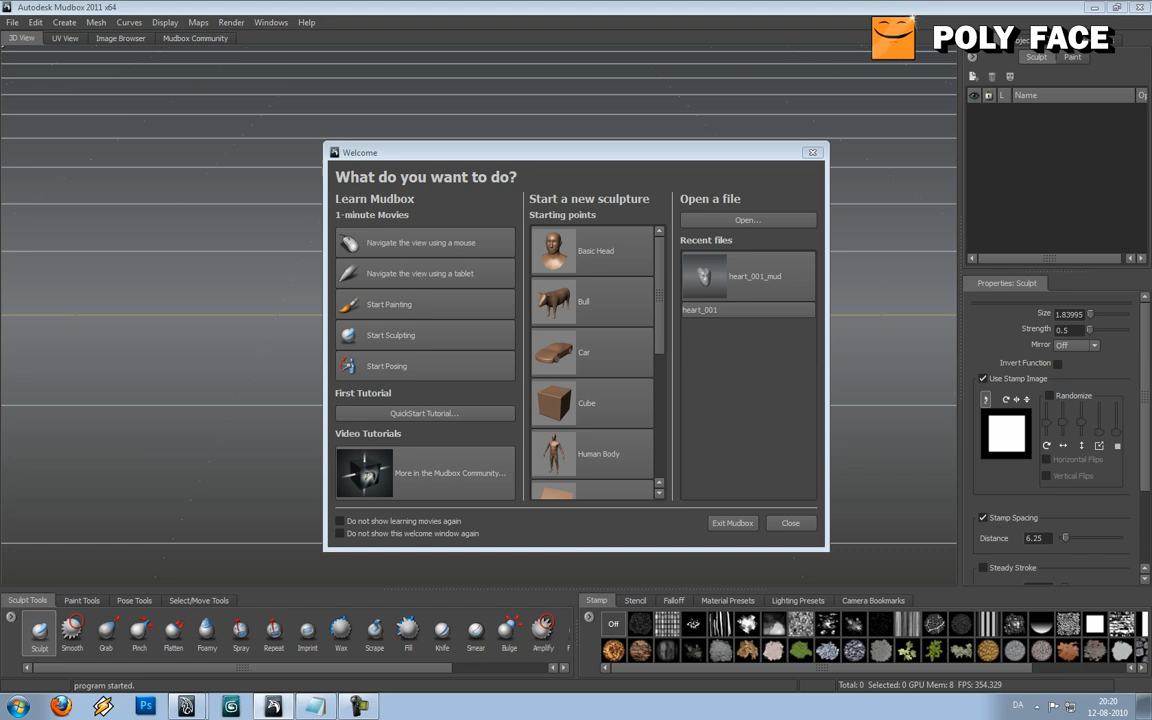 Autodesk Mudbox 2011 x64
File Edit Create Mesh Curves Display Maps Render Windows Help
3D View UV View Image Browser Mudbox Community
POLY FACE
Sculpt Paint
L Name Op
Welcome
What do you want to do?
Learn Mudbox
1-minute Movies
Navigate the view using a mouse
Navigate the view using a tablet
Start Painting
Start Sculpting
Start Posing
First Tutorial
QuickStart Tutorial...
Video Tutorials
More in the Mudbox Community...
Start a new sculpture
Starting points
Basic Head
Bull
Car
Cube
Human Body
Open a file
Open...
Recent files
heart_001_mud
heart_001
Do not show learning movies again
Do not show this welcome window again
Exit Mudbox Close
Properties: Sculpt
Size 1.83995
Strength 0.5
Mirror Off
Invert Function
Use Stamp Image
Randomize
Horizontal Flips
Vertical Flips
Stamp Spacing
Distance 6.25
Steady Stroke
Sculpt Tools Paint Tools Pose Tools Select/Move Tools
Sculpt Smooth Grab Pinch Flatten Foamy Spray Repeat Imprint Wax Scrape Fill Knife Smear Bulge Amplify F
Stamp Stencil Falloff Material Presets Lighting Presets Camera Bookmarks
Off
program started.
Total: 0 Selected: 0 GPU Mem: 8 FPS: 354.329
Ps
DA
20:20
12-08-2010